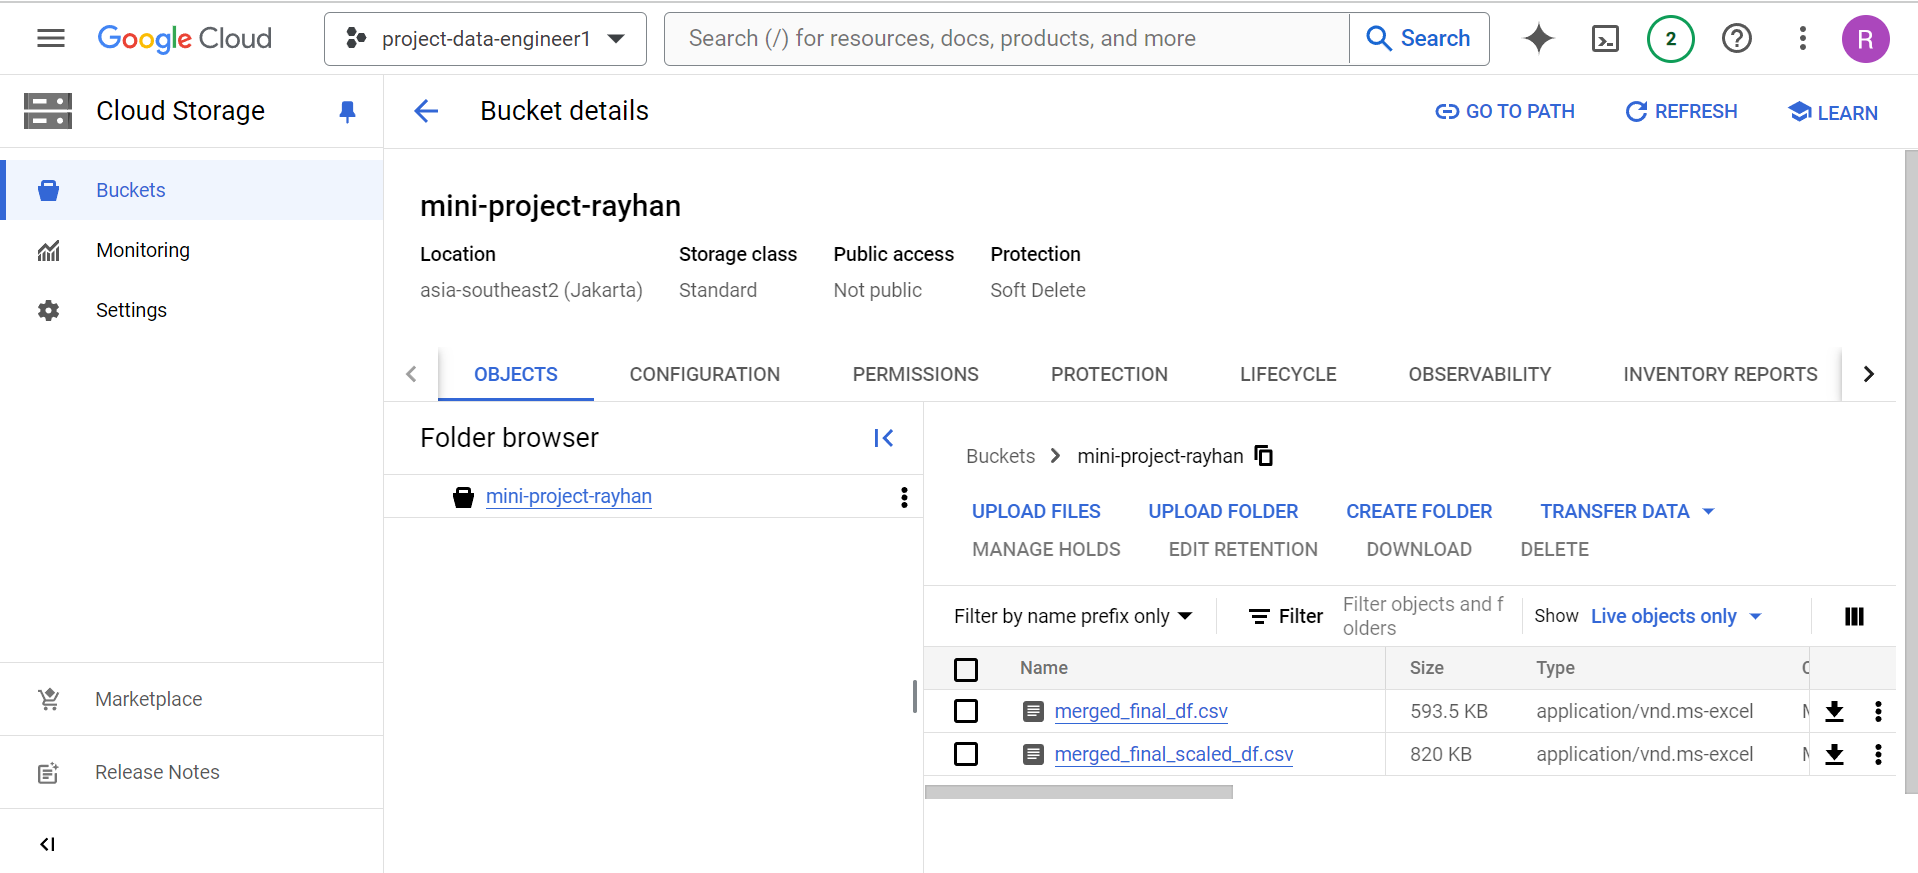 Google Cloud
project-data-engineer1
Search (/) for resources, docs, products, and more
Search
2
R
Cloud Storage
Bucket details
GO TO PATH
REFRESH
LEARN
Buckets
Monitoring
Settings
Marketplace
Release Notes
mini-project-rayhan
Location Storage class Public access Protection
asia-southeast2 (Jakarta) Standard Not public Soft Delete
OBJECTS CONFIGURATION PERMISSIONS PROTECTION LIFECYCLE OBSERVABILITY INVENTORY REPORTS
Folder browser
mini-project-rayhan
Buckets > mini-project-rayhan
UPLOAD FILES UPLOAD FOLDER CREATE FOLDER TRANSFER DATA
MANAGE HOLDS EDIT RETENTION DOWNLOAD DELETE
Filter by name prefix only Filter Filter objects and f
olders
Show Live objects only
Name Size Type
merged_final_df.csv 593.5 KB application/vnd.ms-excel
merged_final_scaled_df.csv 820 KB application/vnd.ms-excel